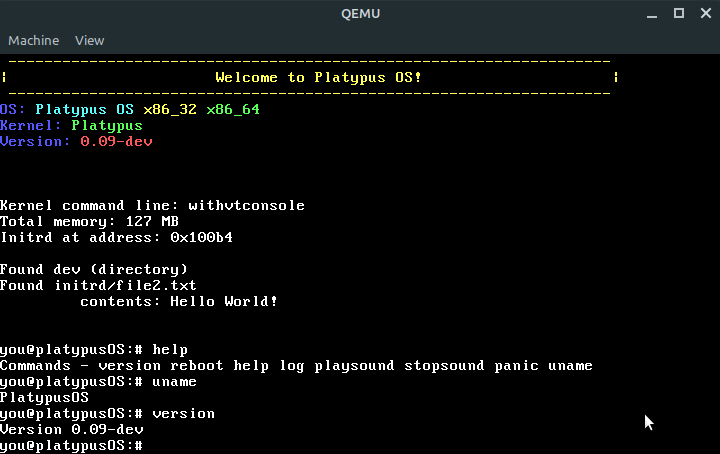 QEMU
Machine View
Welcome to Platypus OS!
OS: Platypus OS x86_32 x86_64
Kernel: Platypus
Version: 0.09-dev
Kernel command line: withvtconsole
Total memory: 127 MB
Initrd at address: 0x100b4
Found dev (directory)
Found initrd/file2.txt
contents: Hello World!
you@platypusOS:# help
Commands - version reboot help log playsound stopsound panic uname
you@platypusOS:# uname
PlatypusOS
you@platypusOS:# version
Version 0.09-dev
you@platypusOS:#